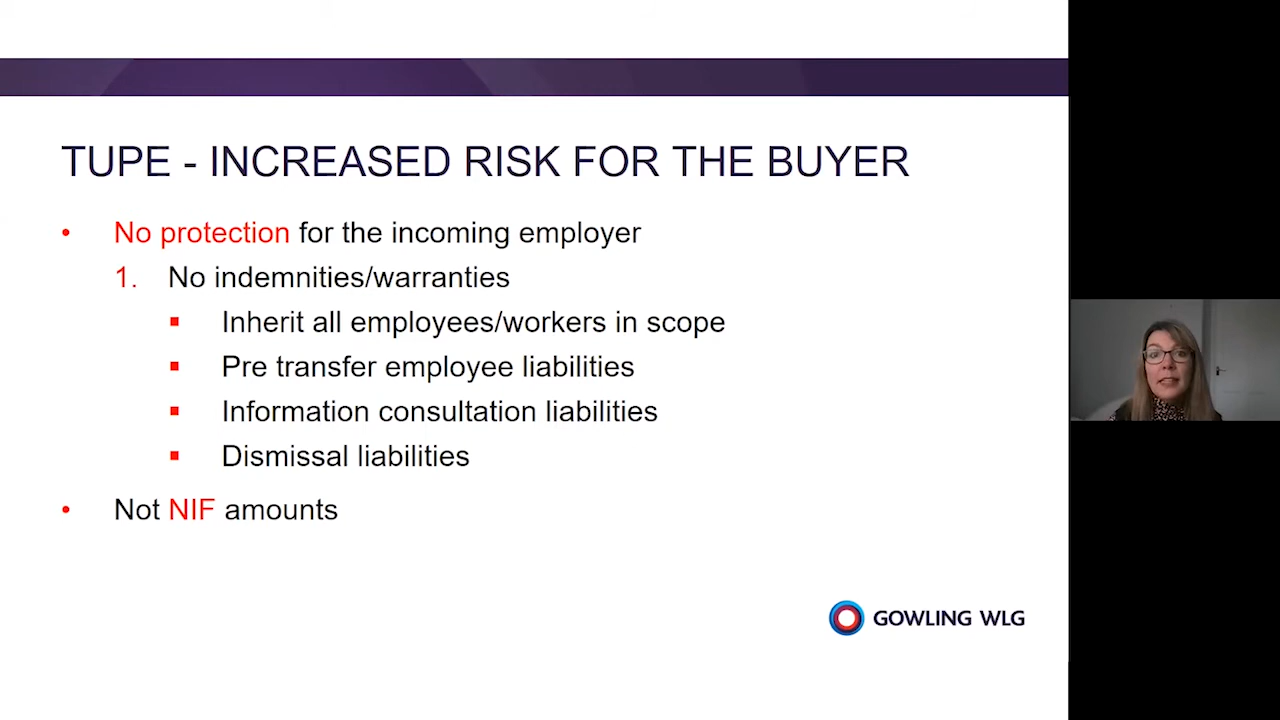 TUPE - INCREASED RISK FOR THE BUYER
• No protection for the incoming employer
1. No indemnities/warranties
▪ Inherit all employees/workers in scope
▪ Pre transfer employee liabilities
▪ Information consultation liabilities
▪ Dismissal liabilities
• Not NIF amounts
GOWLING WLG